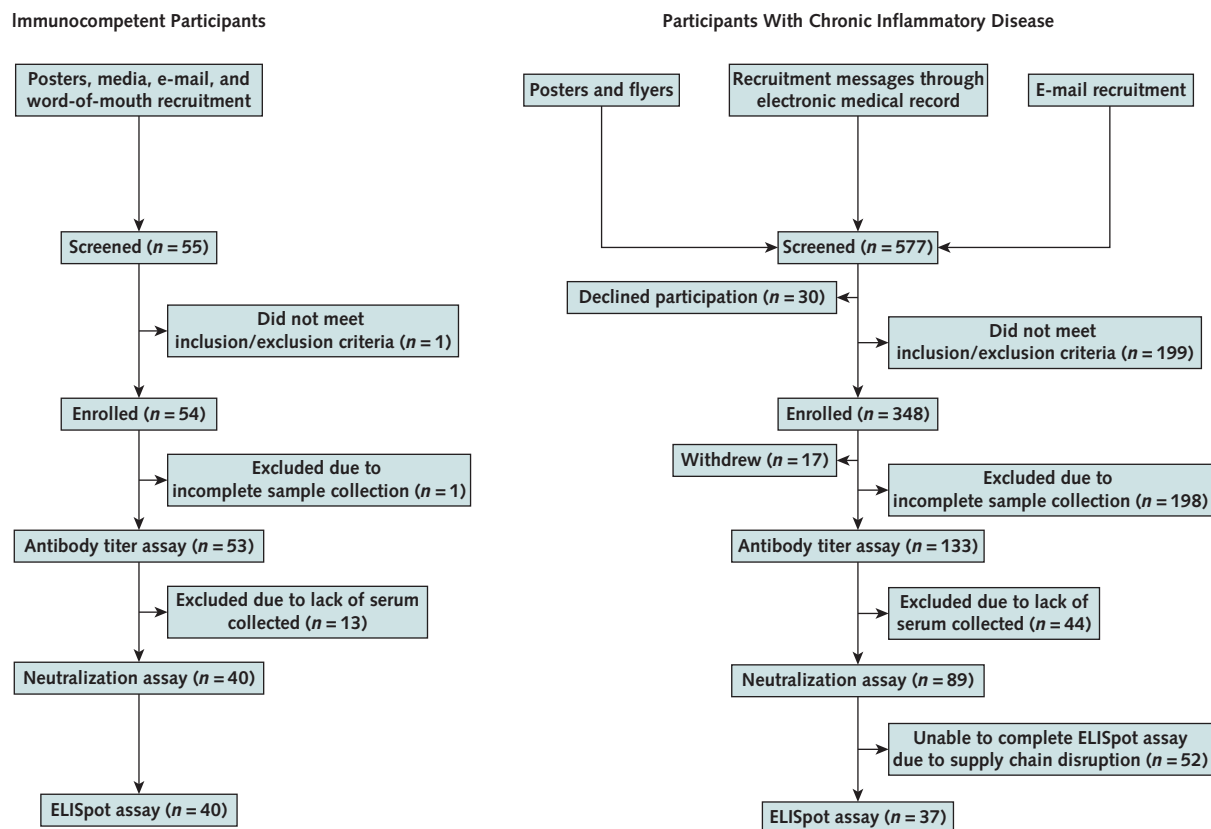 Immunocompetent Participants
Posters, media, e-mail, and
word-of-mouth recruitment
Screened (n = 55)
Did not meet
inclusion/exclusion criteria (n = 1)
Enrolled (n = 54)
Excluded due to
incomplete sample collection (n = 1)
Antibody titer assay (n = 53)
Excluded due to lack of serum
collected (n = 13)
Neutralization assay (n = 40)
ELISpot assay (n = 40)
Participants With Chronic Inflammatory Disease
Posters and flyers
Recruitment messages through
electronic medical record
E-mail recruitment
Screened (n = 577)
Declined participation (n = 30)
Did not meet
inclusion/exclusion criteria (n = 199)
Enrolled (n = 348)
Withdrew (n = 17)
Excluded due to
incomplete sample collection (n = 198)
Antibody titer assay (n = 133)
Excluded due to lack of
serum collected (n = 44)
Neutralization assay (n = 89)
Unable to complete ELISpot assay
due to supply chain disruption (n = 52)
ELISpot assay (n = 37)